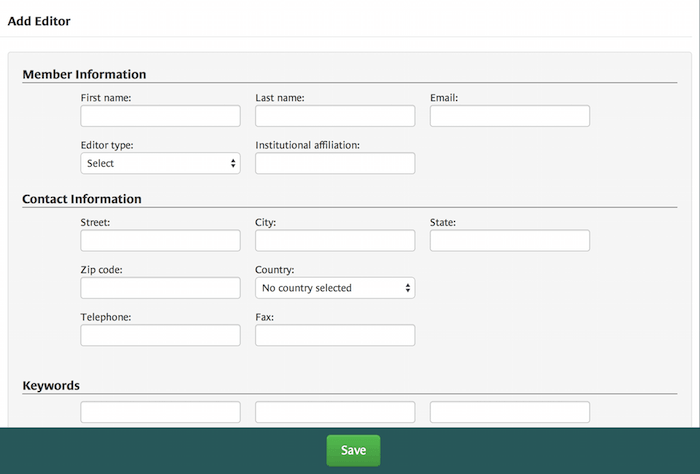 Add Editor
Member Information
First name: Last name: Email:
Editor type: Institutional affiliation:
Select
Contact Information
Street: City: State:
Zip code: Country:
No country selected
Telephone: Fax:
Keywords
Save